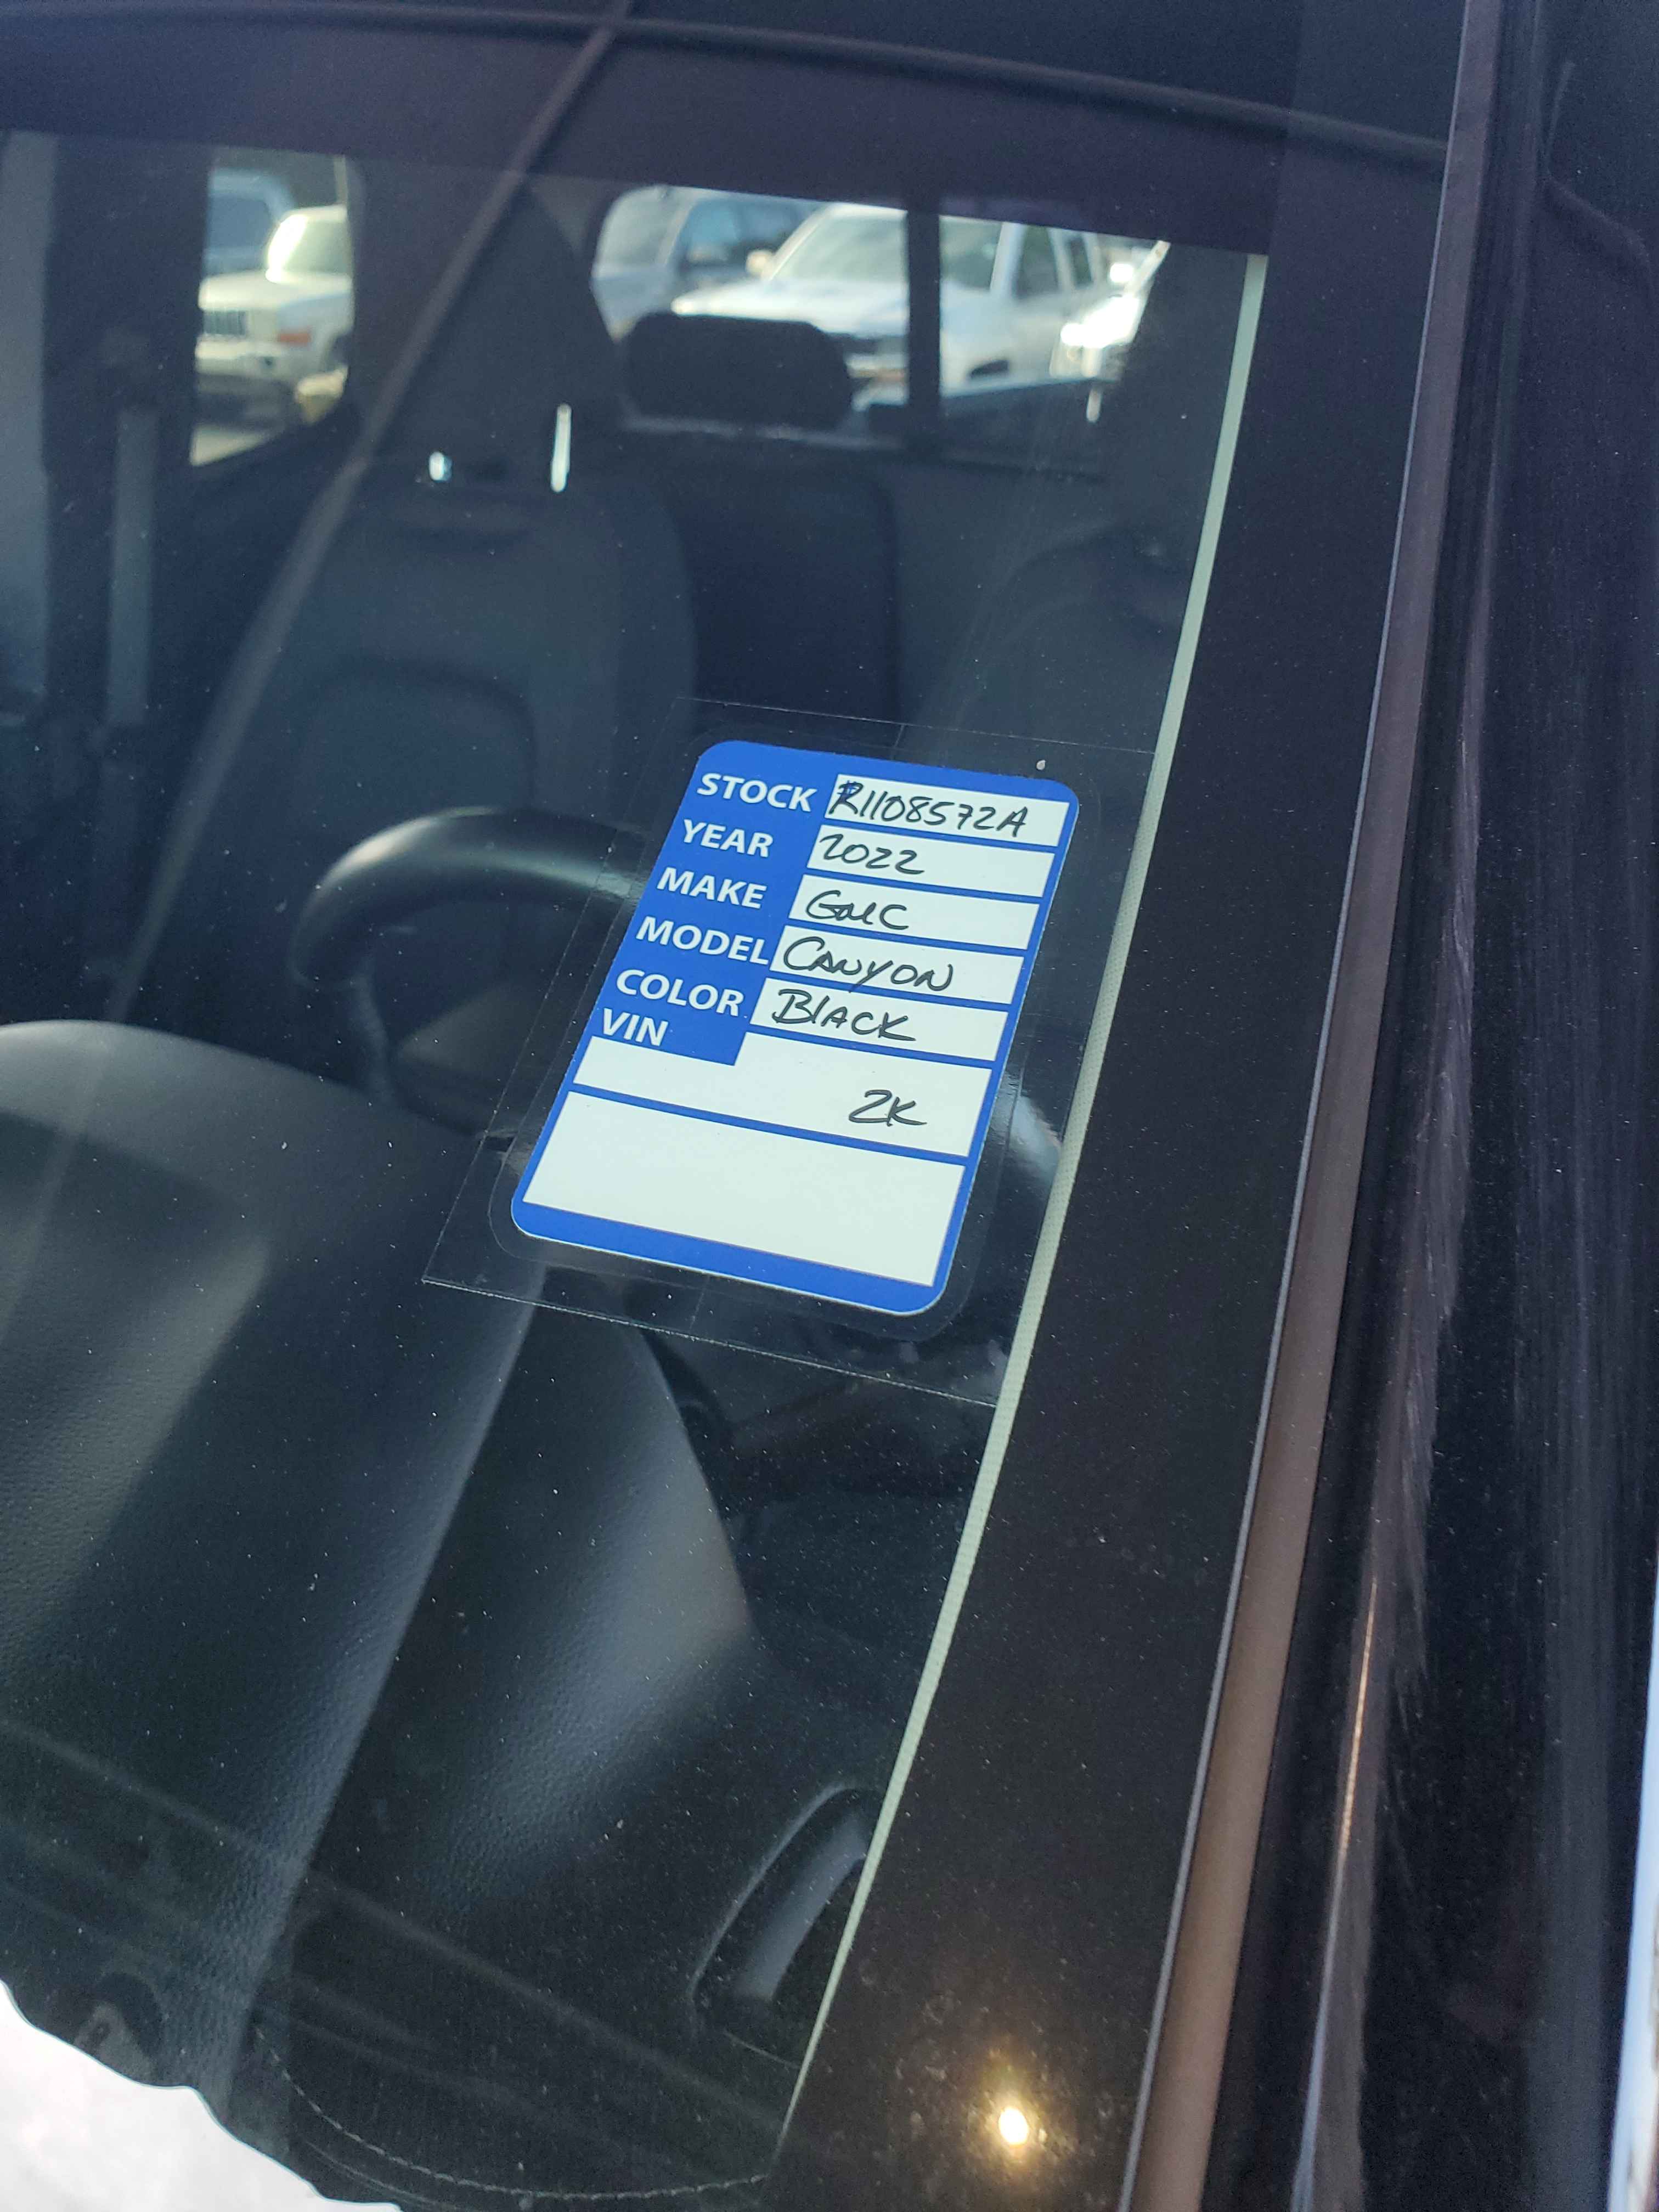 STOCK R1108572A
YEAR 2022
MAKE GMC
MODEL CANYON
COLOR BLACK
VIN
2K